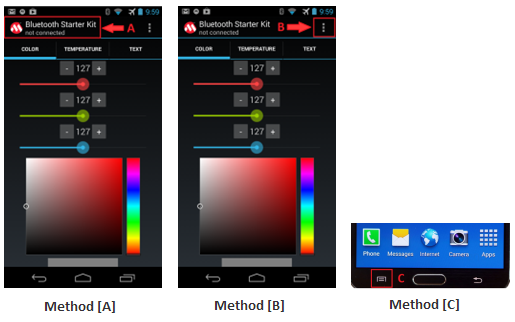 9:59
Bluetooth Starter Kit
not connected
A
COLOR TEMPERATURE TEXT
- 127 +
- 127 +
- 127 +
Method [A]
9:59
Bluetooth Starter Kit
not connected
B
COLOR TEMPERATURE TEXT
- 127 +
- 127 +
- 127 +
Method [B]
Phone Messages Internet Camera Apps
C
Method [C]